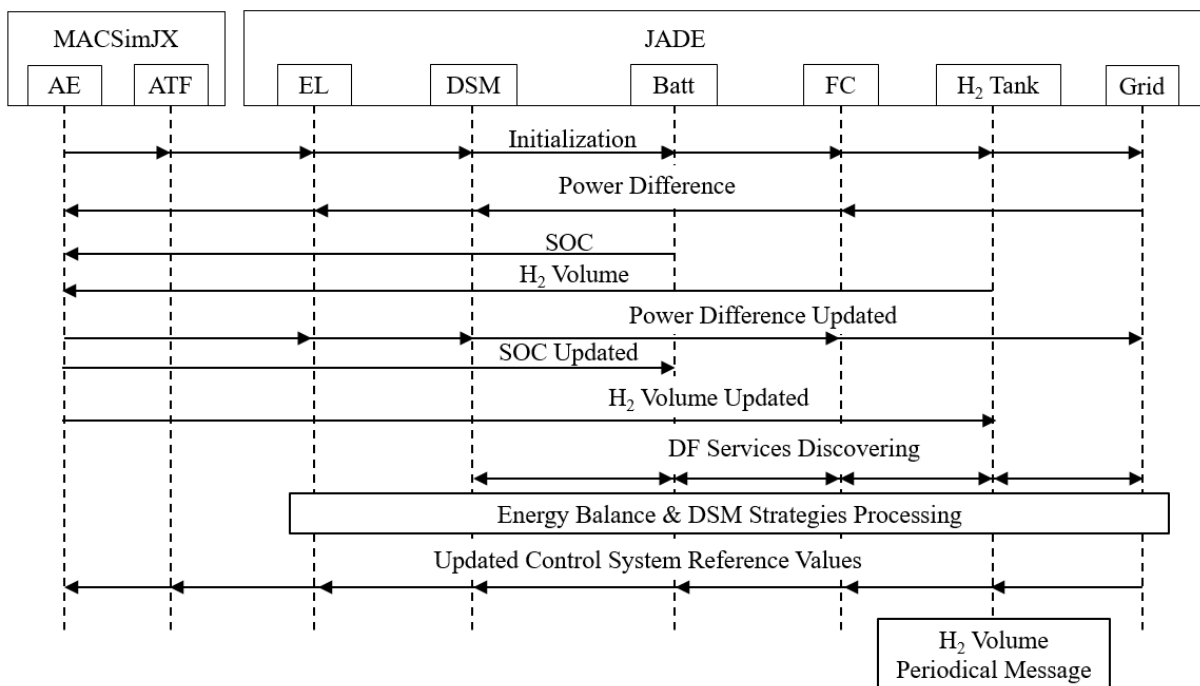 MACSimJX
JADE
AE
ATF
EL
DSM
Batt
FC
H₂ Tank
Grid
Initialization
Power Difference
SOC
H₂ Volume
Power Difference Updated
SOC Updated
H₂ Volume Updated
DF Services Discovering
Energy Balance & DSM Strategies Processing
Updated Control System Reference Values
H₂ Volume
Periodical Message